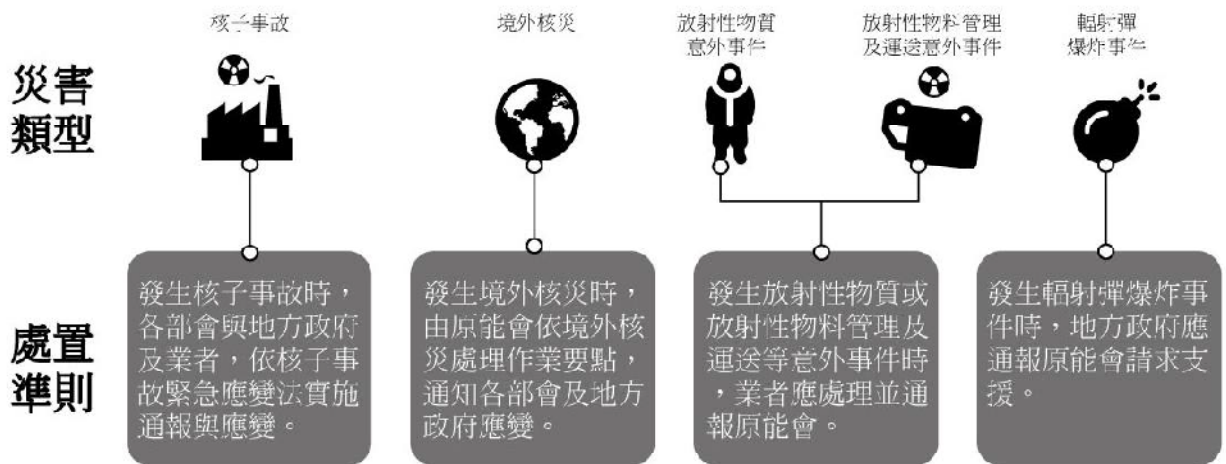 核子事故
境外核災
放射性物質
意外事件
放射性物料管理
及運送意外事件
輻射彈
爆炸事件
災害
類型
處置
準則
發生核子事故時，
各部會與地方政府
及業者，依核子事
故緊急應變法實施
通報與應變。
發生境外核災時，
由原能會依境外核
災處理作業要點，
通知各部會及地方
政府應變。
發生放射性物質或
放射性物料管理及
運送等意外事件時
，業者應處理並通
報原能會。
發生輻射彈爆炸事
件時，地方政府應
通報原能會請求支
援。